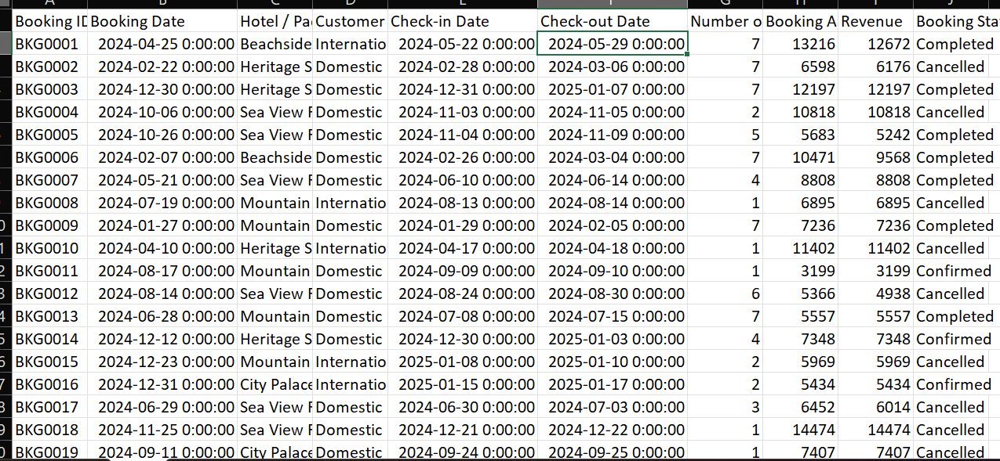 Booking ID Booking Date Hotel / Pa Customer Check-in Date Check-out Date Number o Booking A Revenue Booking Sta
BKG0001 2024-04-25 0:00:00 Beachside Internatio 2024-05-22 0:00:00 2024-05-29 0:00:00 7 13216 12672 Completed
BKG0002 2024-02-22 0:00:00 Heritage S Domestic 2024-02-28 0:00:00 2024-03-06 0:00:00 7 6598 6176 Cancelled
BKG0003 2024-12-30 0:00:00 Heritage S Domestic 2024-12-31 0:00:00 2025-01-07 0:00:00 7 12197 12197 Completed
BKG0004 2024-10-06 0:00:00 Sea View Domestic 2024-11-03 0:00:00 2024-11-05 0:00:00 2 10818 10818 Cancelled
BKG0005 2024-10-26 0:00:00 Sea View Domestic 2024-11-04 0:00:00 2024-11-09 0:00:00 5 5683 5242 Completed
BKG0006 2024-02-07 0:00:00 Beachside Domestic 2024-02-26 0:00:00 2024-03-04 0:00:00 7 10471 9568 Completed
BKG0007 2024-05-21 0:00:00 Sea View Domestic 2024-06-10 0:00:00 2024-06-14 0:00:00 4 8808 8808 Completed
BKG0008 2024-07-19 0:00:00 Mountain Internatio 2024-08-13 0:00:00 2024-08-14 0:00:00 1 6895 6895 Cancelled
BKG0009 2024-01-27 0:00:00 Mountain Domestic 2024-01-29 0:00:00 2024-02-05 0:00:00 7 7236 7236 Completed
BKG0010 2024-04-10 0:00:00 Heritage S Internatio 2024-04-17 0:00:00 2024-04-18 0:00:00 1 11402 11402 Cancelled
BKG0011 2024-08-17 0:00:00 Mountain Domestic 2024-09-09 0:00:00 2024-09-10 0:00:00 1 3199 3199 Confirmed
BKG0012 2024-08-14 0:00:00 Sea View Domestic 2024-08-24 0:00:00 2024-08-30 0:00:00 6 5366 4938 Cancelled
BKG0013 2024-06-28 0:00:00 Mountain Domestic 2024-07-08 0:00:00 2024-07-15 0:00:00 7 5557 5557 Completed
BKG0014 2024-12-12 0:00:00 Heritage S Domestic 2024-12-30 0:00:00 2025-01-03 0:00:00 4 7348 7348 Confirmed
BKG0015 2024-12-23 0:00:00 Mountain Internatio 2025-01-08 0:00:00 2025-01-10 0:00:00 2 5969 5969 Cancelled
BKG0016 2024-12-31 0:00:00 City Palace Internatio 2025-01-15 0:00:00 2025-01-17 0:00:00 2 5434 5434 Confirmed
BKG0017 2024-06-29 0:00:00 Sea View Domestic 2024-06-30 0:00:00 2024-07-03 0:00:00 3 6452 6014 Cancelled
BKG0018 2024-11-25 0:00:00 Sea View Domestic 2024-12-21 0:00:00 2024-12-22 0:00:00 1 14474 14474 Cancelled
BKG0019 2024-09-11 0:00:00 City Palace Domestic 2024-09-24 0:00:00 2024-09-25 0:00:00 1 7407 7407 Cancelled